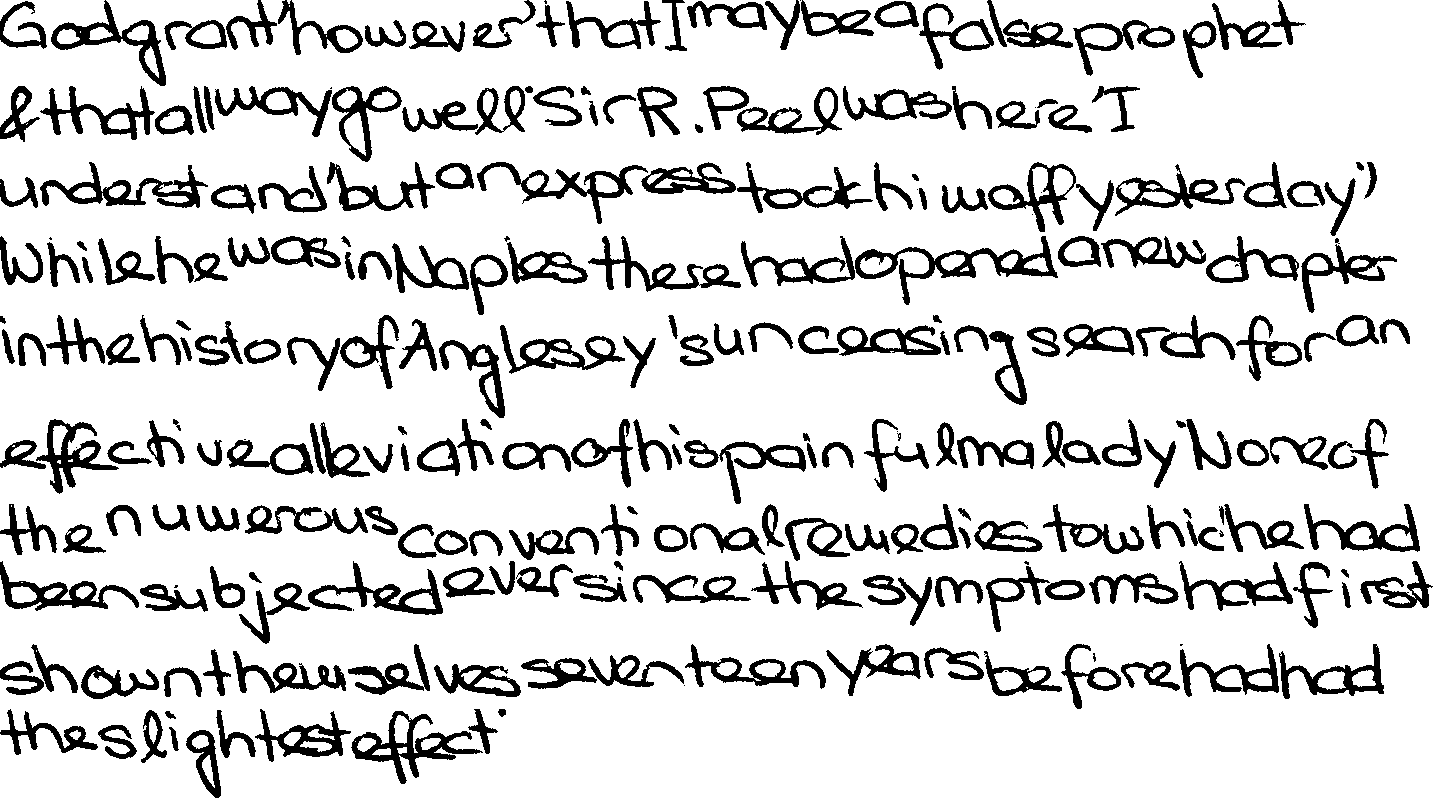 God grant, however, that I may be a false prophet
& that all may go well. Sir R. Peel was here, I
understand, but an express took him off yesterday."
While he was in Naples there had opened a new chapter
in the history of Anglesey's unceasing search for an
effective alleviation of his painful malady. None of
the numerous conventional remedies to which he had
been subjected ever since the symptoms had first
shown themselves seventeen years before had had
the slightest effect.